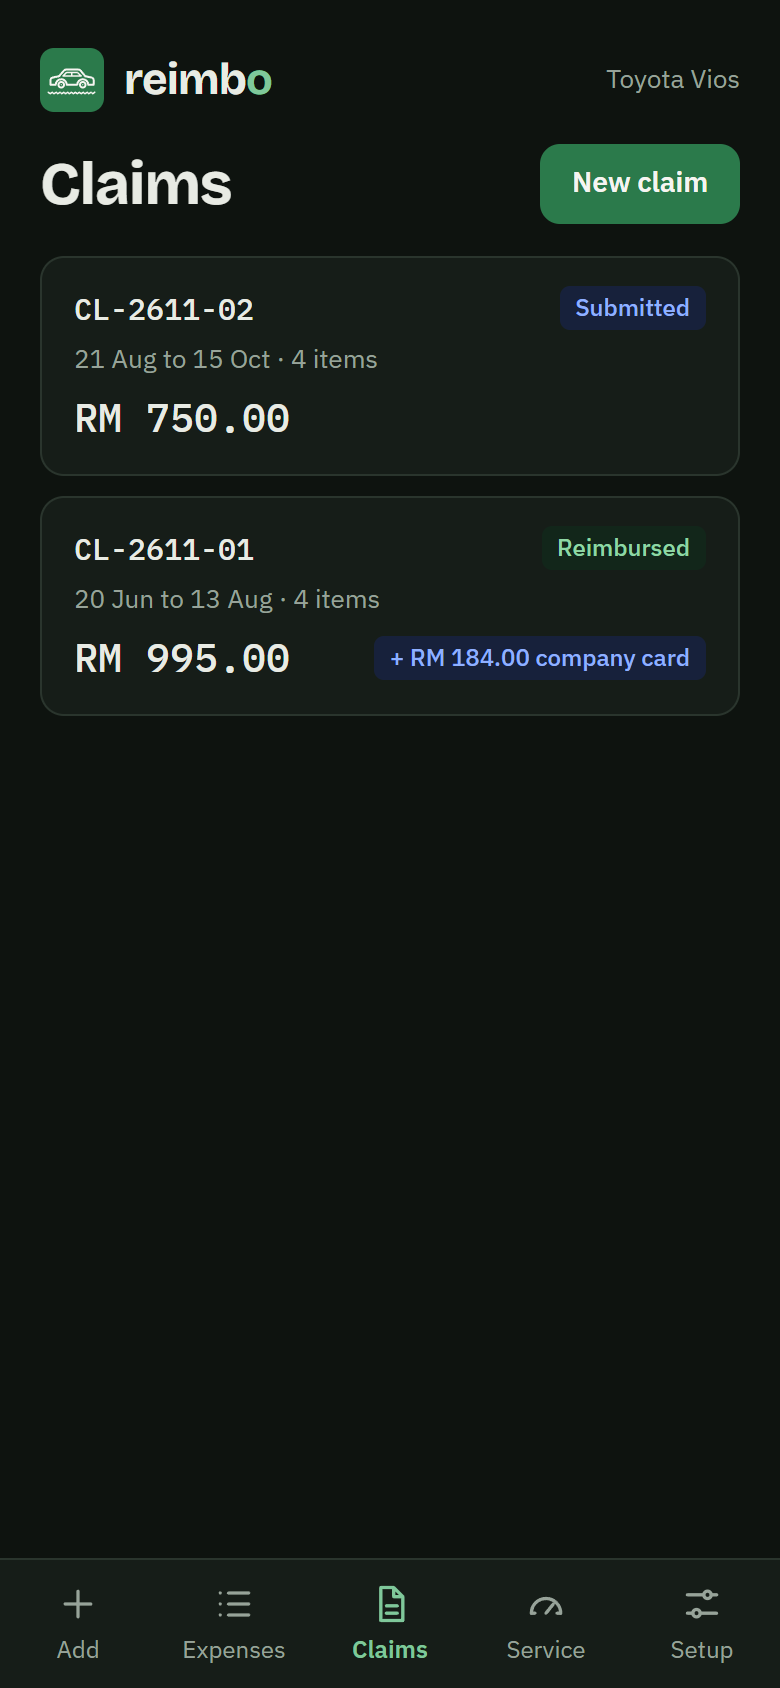 reimbo
Toyota Vios
Claims
New claim
CL-2611-02
Submitted
21 Aug to 15 Oct · 4 items
RM 750.00
CL-2611-01
Reimbursed
20 Jun to 13 Aug · 4 items
RM 995.00
+ RM 184.00 company card
Add
Expenses
Claims
Service
Setup